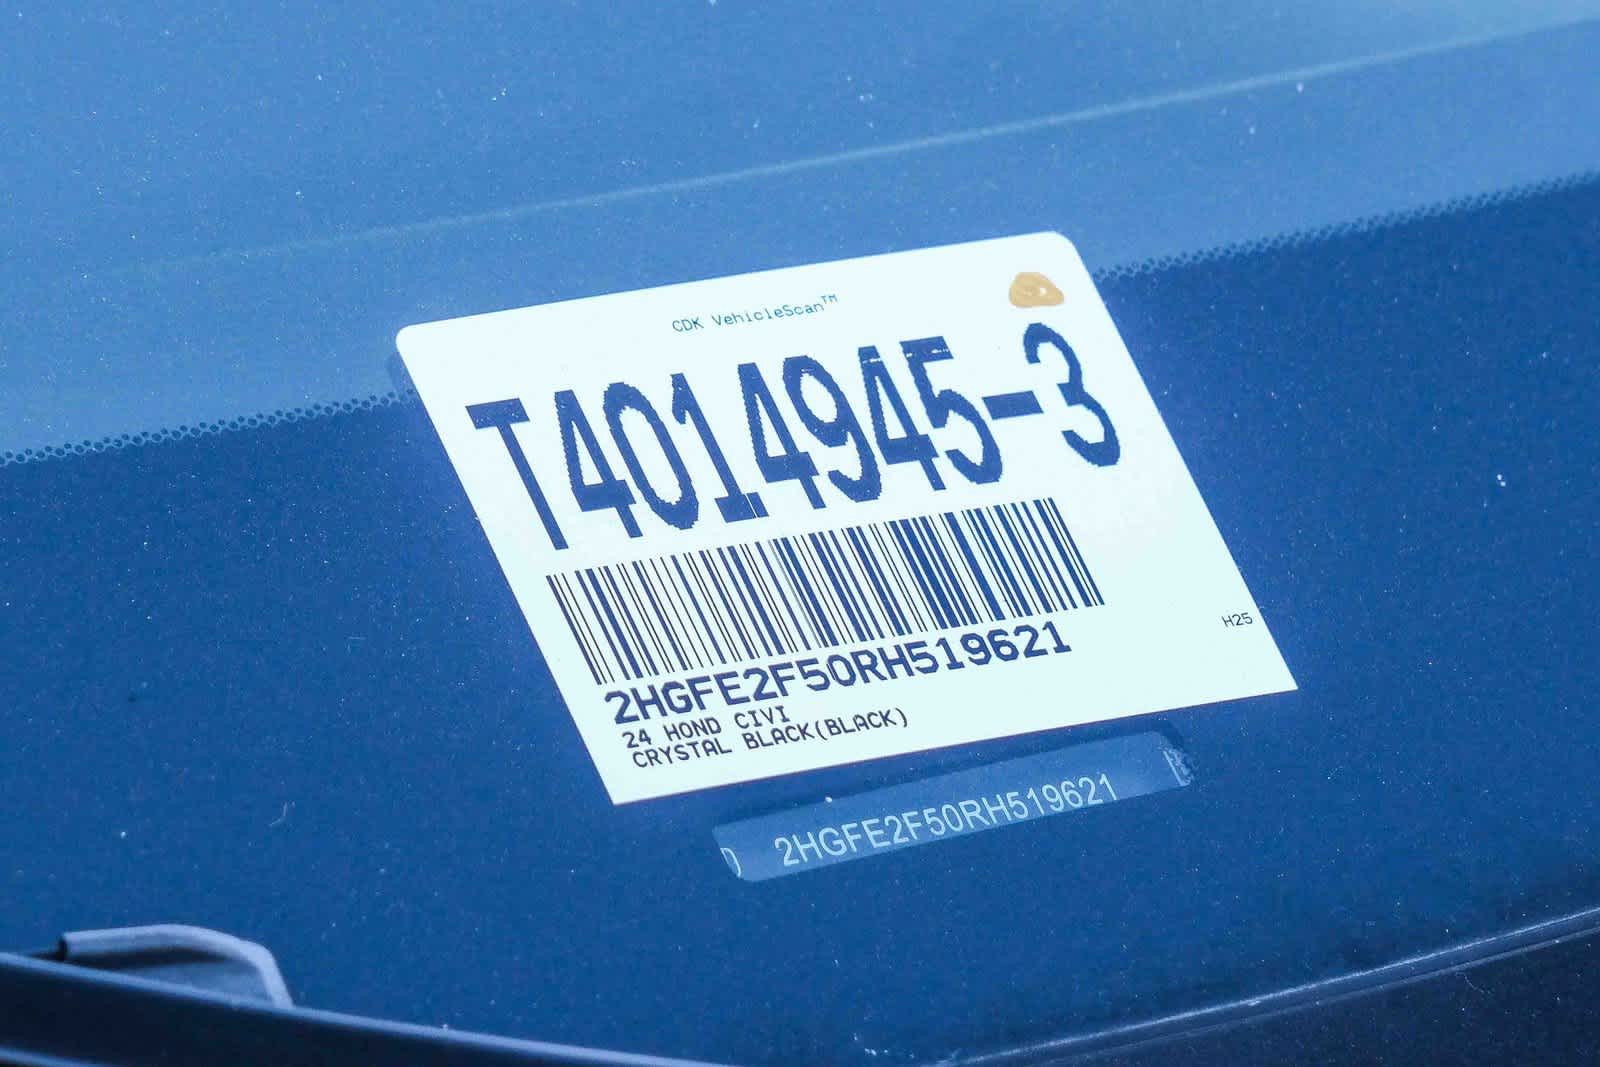 CDK VehicleScan™
T4014945-3
2HGFE2F50RH519621
24 HOND CIVI
CRYSTAL BLACK(BLACK)
H25
2HGFE2F50RH519621